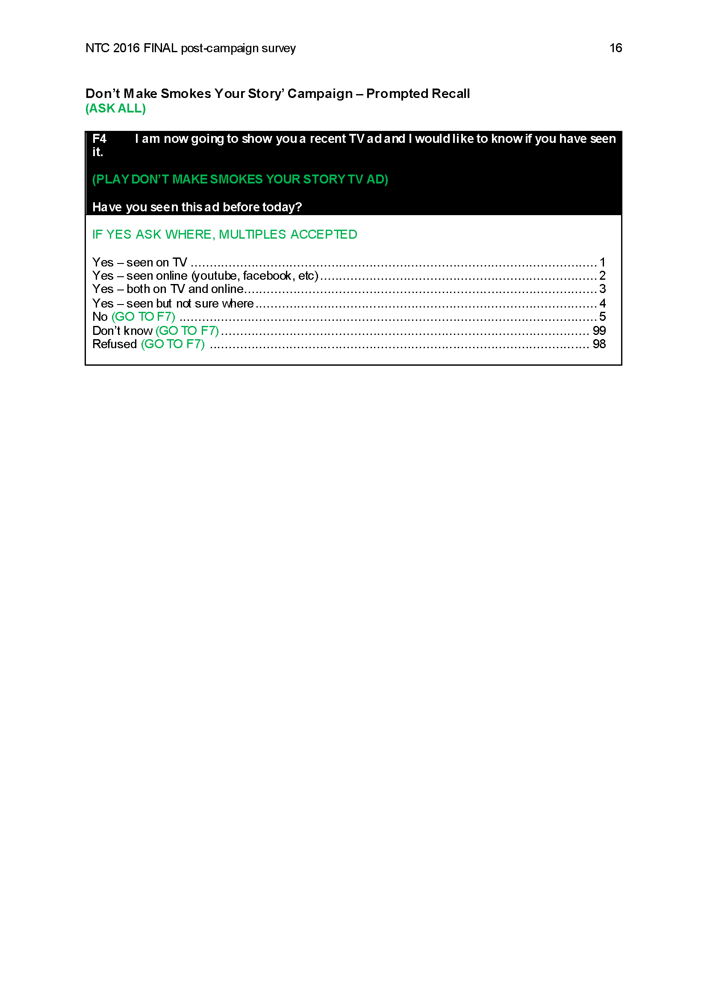 NTC 2016 FINAL post-campaign survey 16
Don’t Make Smokes Your Story’ Campaign – Prompted Recall
(ASK ALL)
F4 I am now going to show you a recent TV ad and I would like to know if you have seen
it.
(PLAY DON’T MAKE SMOKES YOUR STORY TV AD)
Have you seen this ad before today?
IF YES ASK WHERE, MULTIPLES ACCEPTED
Yes – seen on TV ........................................................................................................... 1
Yes – seen online (youtube, facebook, etc) ......................................................................... 2
Yes – both on TV and online............................................................................................. 3
Yes – seen but not sure where .......................................................................................... 4
No (GO TO F7) .............................................................................................................. 5
Don’t know (GO TO F7) ................................................................................................. 99
Refused (GO TO F7) .................................................................................................... 98